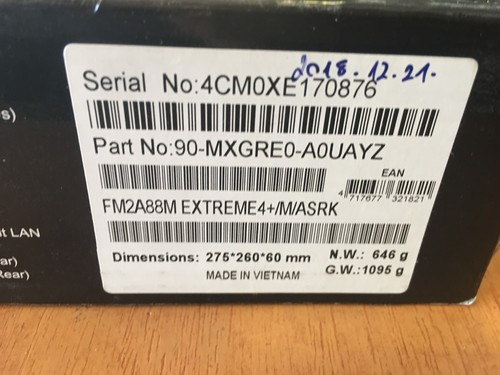 2018.12.21.
Serial No:4CM0XE170876
Part No:90-MXGRE0-A0UAYZ
EAN
4 717677 321821
FM2A88M EXTREME4+/M/ASRK
Dimensions: 275*260*60 mm
N.W.: 646 g
G.W.:1095 g
MADE IN VIETNAM
s)
t LAN
ar)
Rear)